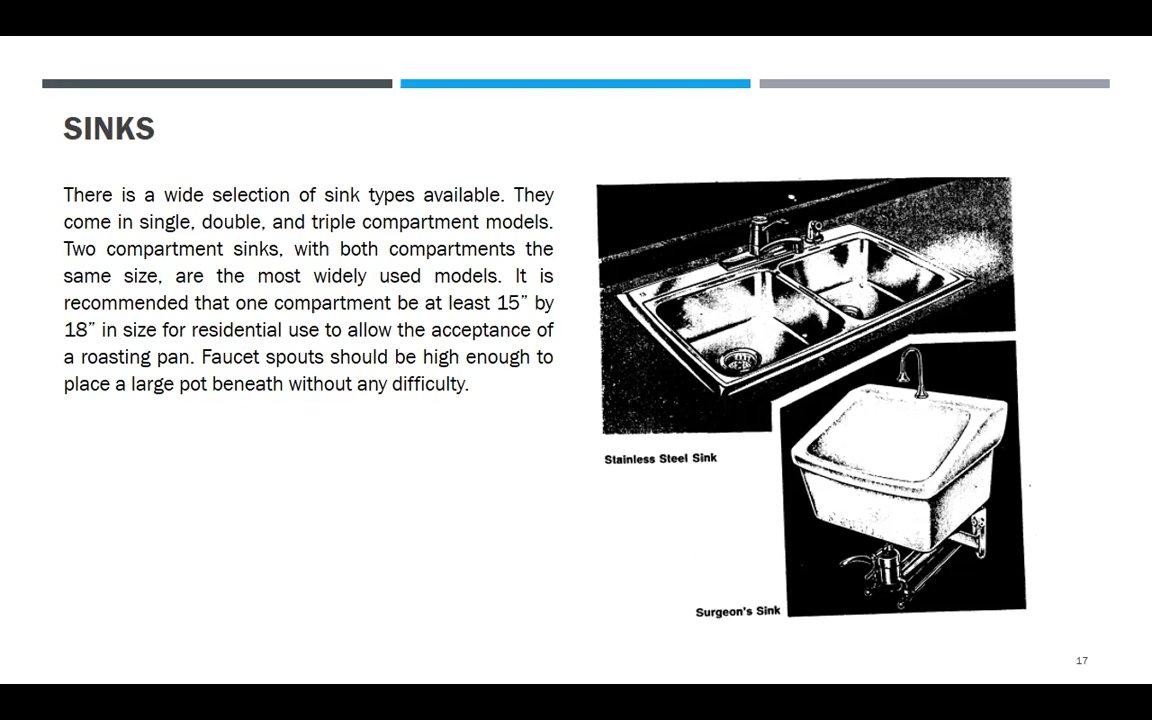 SINKS
There is a wide selection of sink types available. They
come in single, double, and triple compartment models.
Two compartment sinks, with both compartments the
same size, are the most widely used models. It is
recommended that one compartment be at least 15” by
18” in size for residential use to allow the acceptance of
a roasting pan. Faucet spouts should be high enough to
place a large pot beneath without any difficulty.
Stainless Steel Sink
Surgeon's Sink
17